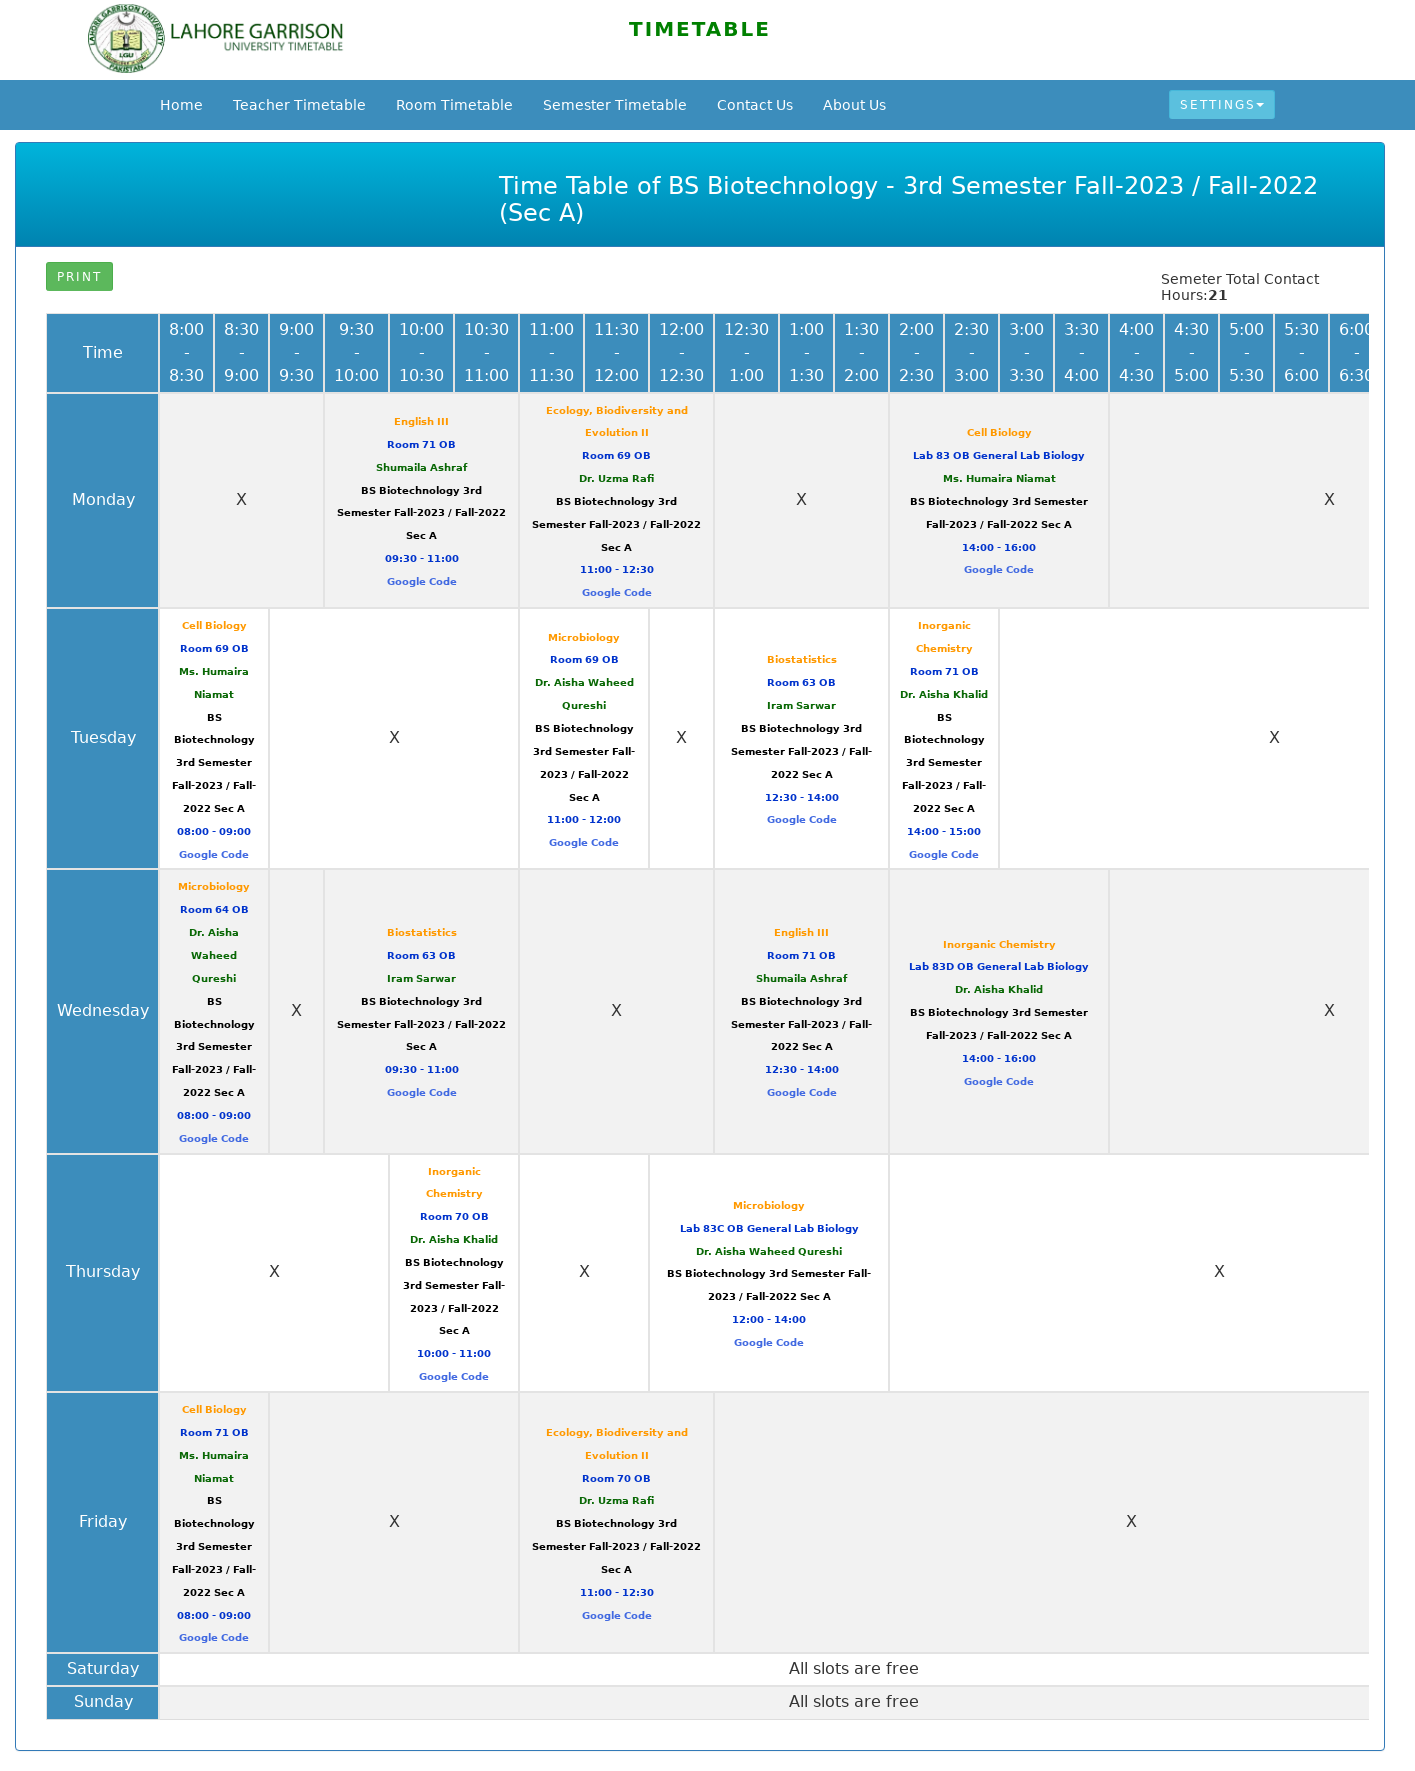 LAHORE GARRISON
UNIVERSITY TIMETABLE
TIMETABLE
Home Teacher Timetable Room Timetable Semester Timetable Contact Us About Us SETTINGS
Time Table of BS Biotechnology - 3rd Semester Fall-2023 / Fall-2022
(Sec A)
PRINT
Semeter Total Contact
Hours:21
Time
8:00 - 8:30
8:30 - 9:00
9:00 - 9:30
9:30 - 10:00
10:00 - 10:30
10:30 - 11:00
11:00 - 11:30
11:30 - 12:00
12:00 - 12:30
12:30 - 1:00
1:00 - 1:30
1:30 - 2:00
2:00 - 2:30
2:30 - 3:00
3:00 - 3:30
3:30 - 4:00
4:00 - 4:30
4:30 - 5:00
5:00 - 5:30
5:30 - 6:00
6:00 - 6:30
Monday
X
English III
Room 71 OB
Shumaila Ashraf
BS Biotechnology 3rd
Semester Fall-2023 / Fall-2022
Sec A
09:30 - 11:00
Google Code
Ecology, Biodiversity and
Evolution II
Room 69 OB
Dr. Uzma Rafi
BS Biotechnology 3rd
Semester Fall-2023 / Fall-2022
Sec A
11:00 - 12:30
Google Code
X
Cell Biology
Lab 83 OB General Lab Biology
Ms. Humaira Niamat
BS Biotechnology 3rd Semester
Fall-2023 / Fall-2022 Sec A
14:00 - 16:00
Google Code
X
Tuesday
Cell Biology
Room 69 OB
Ms. Humaira
Niamat
BS
Biotechnology
3rd Semester
Fall-2023 / Fall-
2022 Sec A
08:00 - 09:00
Google Code
X
Microbiology
Room 69 OB
Dr. Aisha Waheed
Qureshi
BS Biotechnology
3rd Semester Fall-
2023 / Fall-2022
Sec A
11:00 - 12:00
Google Code
X
Biostatistics
Room 63 OB
Iram Sarwar
BS Biotechnology 3rd
Semester Fall-2023 / Fall-
2022 Sec A
12:30 - 14:00
Google Code
Inorganic
Chemistry
Room 71 OB
Dr. Aisha Khalid
BS
Biotechnology
3rd Semester
Fall-2023 / Fall-
2022 Sec A
14:00 - 15:00
Google Code
X
Wednesday
Microbiology
Room 64 OB
Dr. Aisha
Waheed
Qureshi
BS
Biotechnology
3rd Semester
Fall-2023 / Fall-
2022 Sec A
08:00 - 09:00
Google Code
X
Biostatistics
Room 63 OB
Iram Sarwar
BS Biotechnology 3rd
Semester Fall-2023 / Fall-2022
Sec A
09:30 - 11:00
Google Code
X
English III
Room 71 OB
Shumaila Ashraf
BS Biotechnology 3rd
Semester Fall-2023 / Fall-
2022 Sec A
12:30 - 14:00
Google Code
Inorganic Chemistry
Lab 83D OB General Lab Biology
Dr. Aisha Khalid
BS Biotechnology 3rd Semester
Fall-2023 / Fall-2022 Sec A
14:00 - 16:00
Google Code
X
Thursday
X
Inorganic
Chemistry
Room 70 OB
Dr. Aisha Khalid
BS Biotechnology
3rd Semester Fall-
2023 / Fall-2022
Sec A
10:00 - 11:00
Google Code
X
Microbiology
Lab 83C OB General Lab Biology
Dr. Aisha Waheed Qureshi
BS Biotechnology 3rd Semester Fall-
2023 / Fall-2022 Sec A
12:00 - 14:00
Google Code
X
Friday
Cell Biology
Room 71 OB
Ms. Humaira
Niamat
BS
Biotechnology
3rd Semester
Fall-2023 / Fall-
2022 Sec A
08:00 - 09:00
Google Code
X
Ecology, Biodiversity and
Evolution II
Room 70 OB
Dr. Uzma Rafi
BS Biotechnology 3rd
Semester Fall-2023 / Fall-2022
Sec A
11:00 - 12:30
Google Code
X
Saturday
All slots are free
Sunday
All slots are free